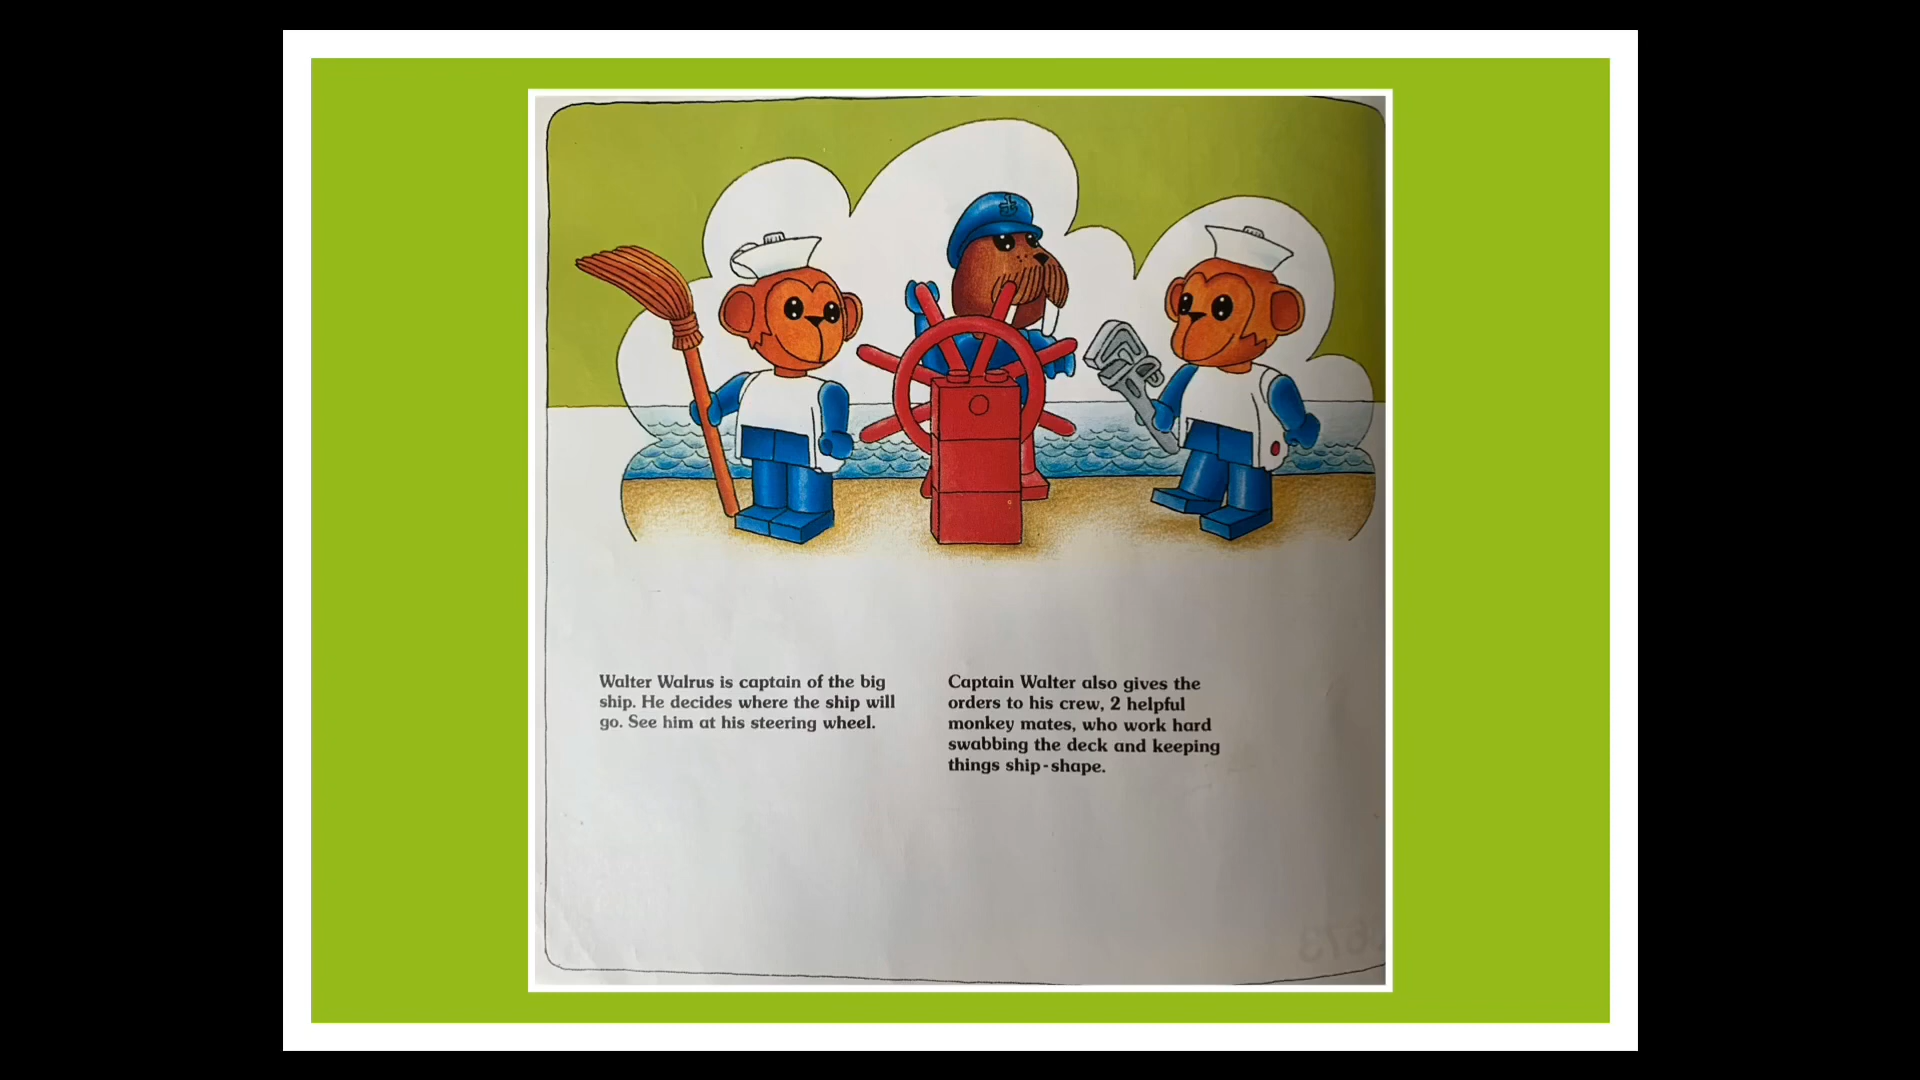 Walter Walrus is captain of the big
ship. He decides where the ship will
go. See him at his steering wheel.
Captain Walter also gives the
orders to his crew, 2 helpful
monkey mates, who work hard
swabbing the deck and keeping
things ship-shape.